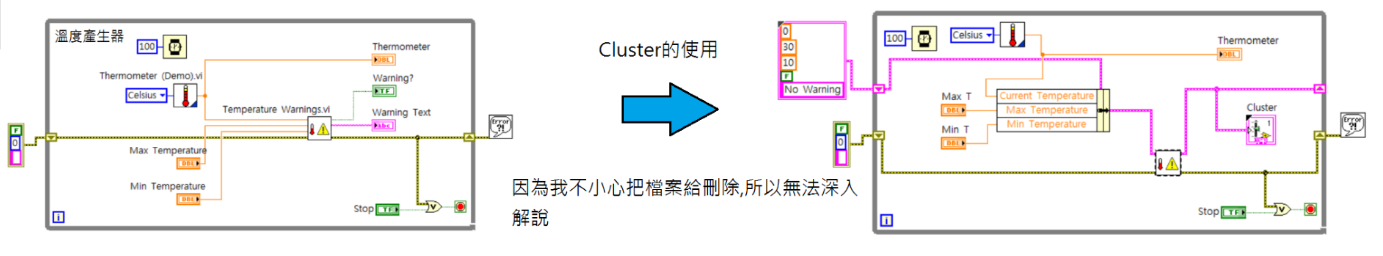 溫度產生器
100
Thermometer
DBL
Thermometer (Demo).vi
Warning?
Celsius
TF
Temperature Warnings.vi
Warning Text
abc
F
0
Error
?!
Max Temperature
DBL
Min Temperature
DBL
Stop
TF
V
i
Cluster的使用
因為我不小心把檔案給刪除,所以無法深入
解說
0
30
10
F
No Warning
100
Celsius
Thermometer
DBL
Max T
DBL
Min T
DBL
Current Temperature
Max Temperature
Min Temperature
Cluster
1
F
0
Error
?!
Stop
TF
V
i